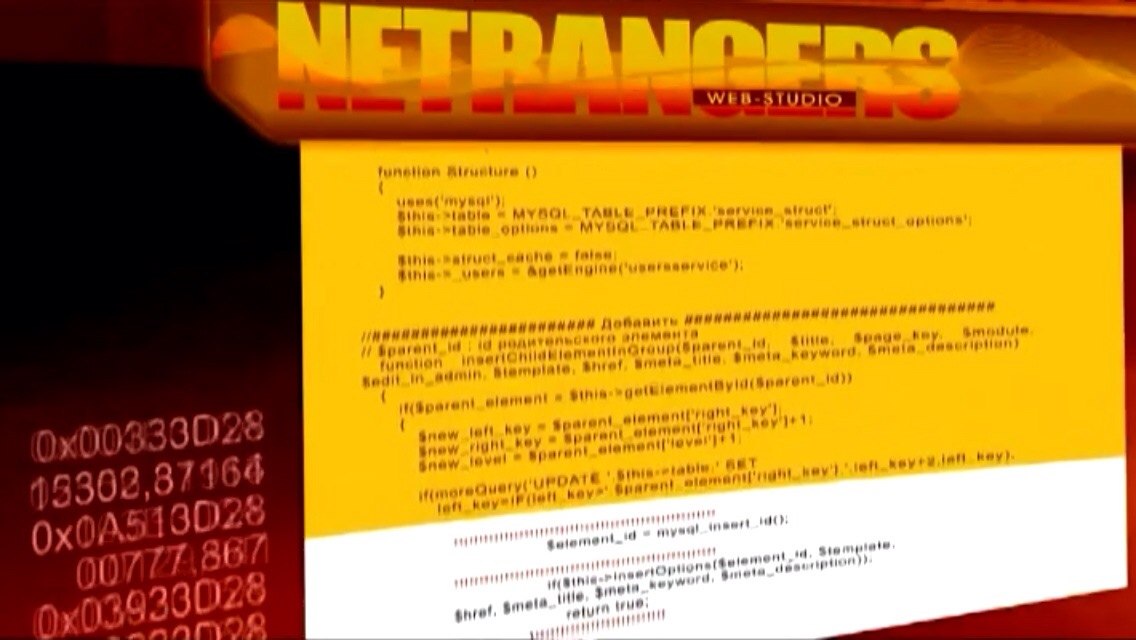 NETRANGERS
WEB-STUDIO
function Structure ()
{
uses('mysql');
$this->table = MYSQL_TABLE_PREFIX.'service_struct';
$this->table_options = MYSQL_TABLE_PREFIX.'service_struct_options';
$this->struct_cache = false;
$this->_users = &getEngine('usersservice');
}
//####################### Добавить ################################
// $parent_id : id родительского элемента
function insertChildElementInGroup($parent_id, $title, $page_key, $module,
$edit_in_admin, $template, $href, $meta_title, $meta_keyword, $meta_description)
{
if($parent_element = $this->getElementById($parent_id))
{
$new_left_key = $parent_element['right_key'];
$new_right_key = $parent_element['right_key']+1;
$new_level = $parent_element['level']+1;
if(moreQuery('UPDATE '.$this->table.' SET
left_key=IF(left_key>'.$parent_element['right_key'].',left_key+2,left_key),
$element_id = mysql_insert_id();
if($this->insertOptions($element_id, $template,
$href, $meta_title, $meta_keyword, $meta_description));
return true;
}
0x00333D28
15302,87164
0x0A513D28
00777,867
0x03933D28